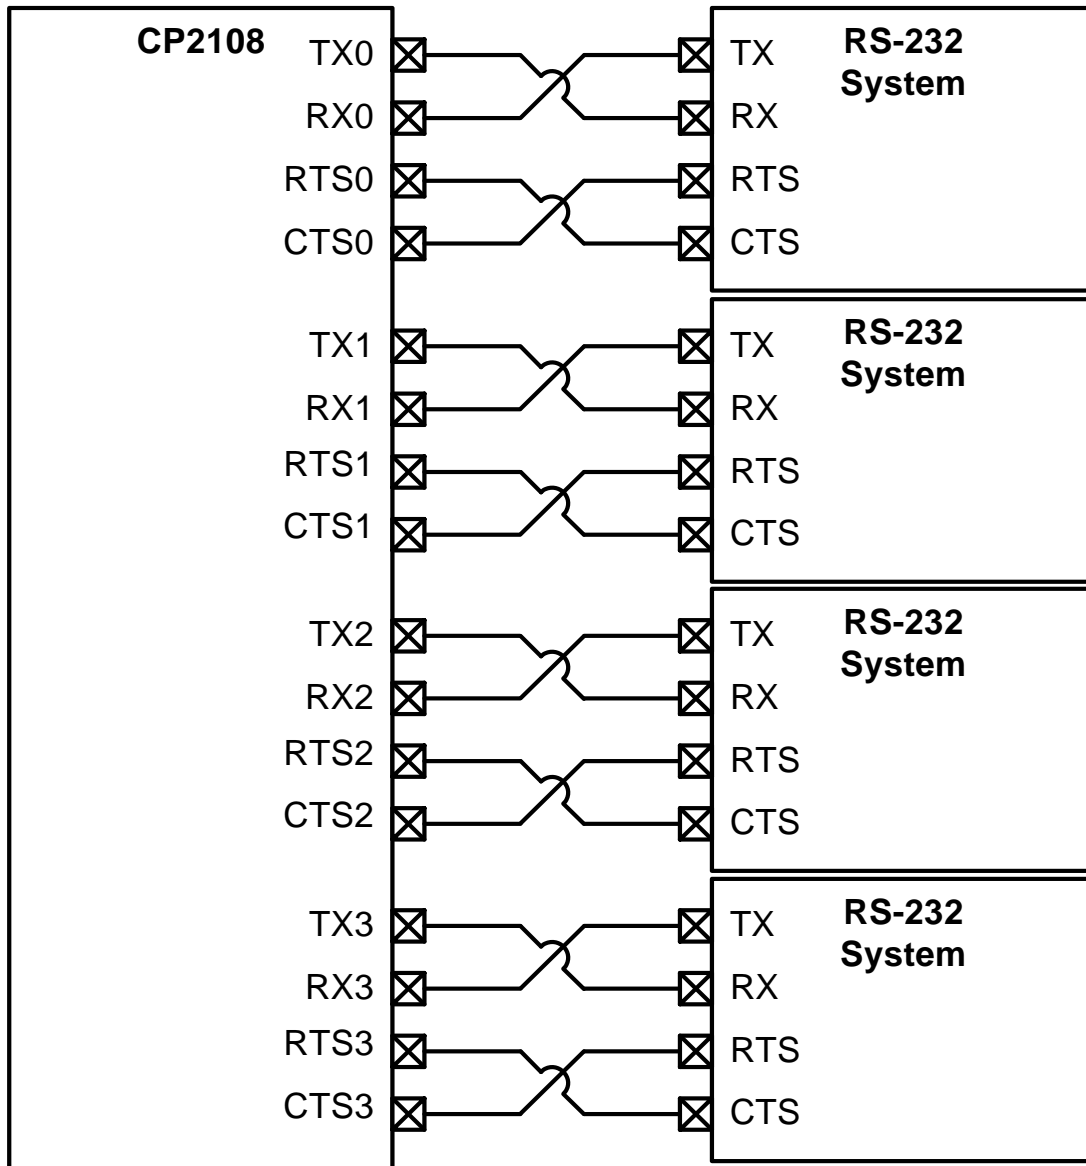 CP2108
TX0
RX0
RTS0
CTS0
TX1
RX1
RTS1
CTS1
TX2
RX2
RTS2
CTS2
TX3
RX3
RTS3
CTS3
RS-232
System
TX
RX
RTS
CTS
RS-232
System
TX
RX
RTS
CTS
RS-232
System
TX
RX
RTS
CTS
RS-232
System
TX
RX
RTS
CTS